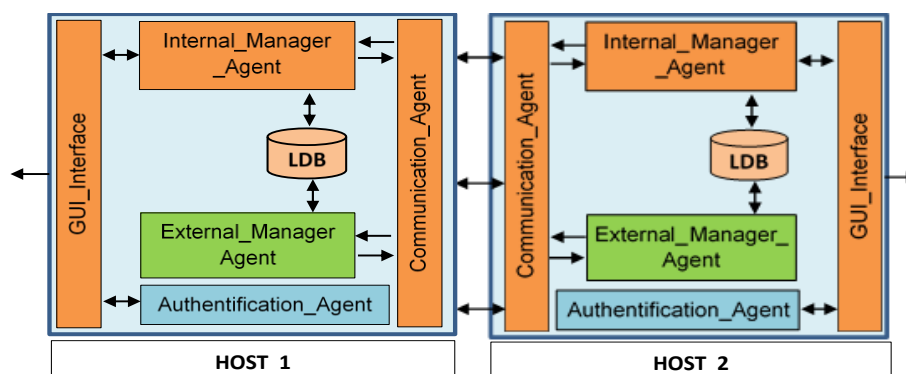 GUI_Interface
Internal_Manager
_Agent
LDB
External_Manager_
Agent
Authentification_Agent
Communication_Agent
HOST 1
Communication_Agent
Internal_Manager
_Agent
LDB
External_Manager_
Agent
Authentification_Agent
GUI_Interface
HOST 2